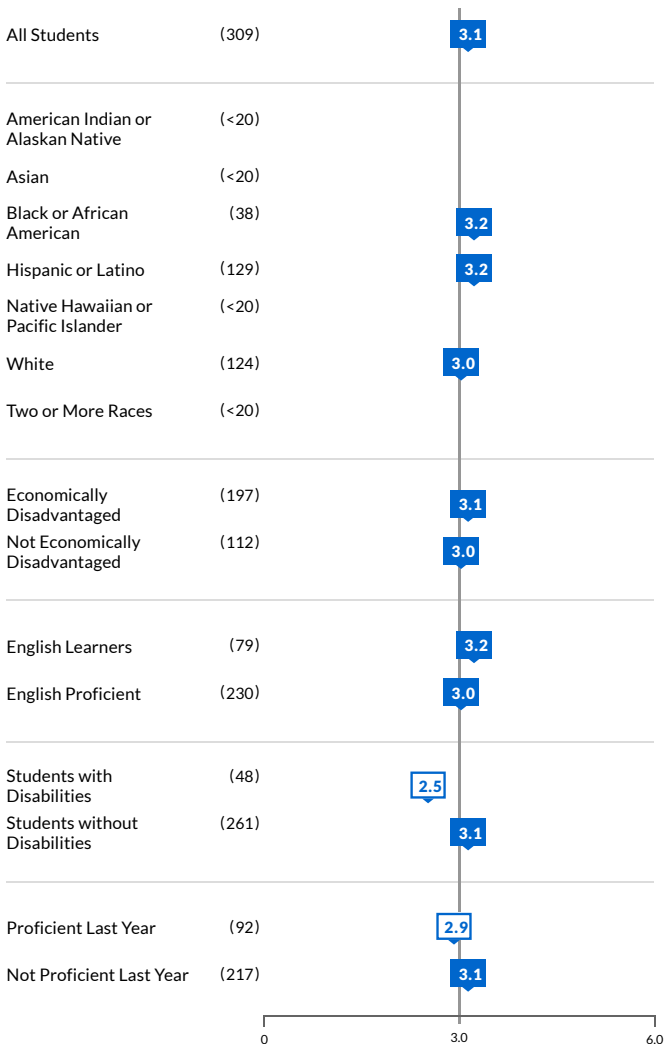 All Students (309) 3.1
American Indian or (<20)
Alaskan Native
Asian (<20)
Black or African (38) 3.2
American
Hispanic or Latino (129) 3.2
Native Hawaiian or (<20)
Pacific Islander
White (124) 3.0
Two or More Races (<20)
Economically (197) 3.1
Disadvantaged
Not Economically (112) 3.0
Disadvantaged
English Learners (79) 3.2
English Proficient (230) 3.0
Students with (48) 2.5
Disabilities
Students without (261) 3.1
Disabilities
Proficient Last Year (92) 2.9
Not Proficient Last Year (217) 3.1
0 3.0 6.0